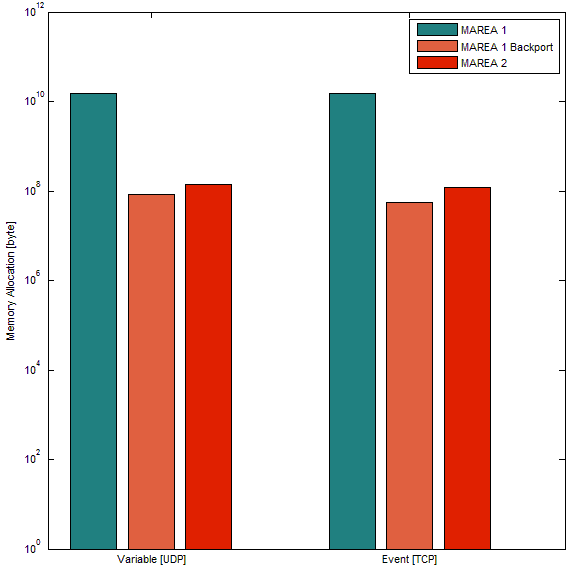 10^12
10^10
10^8
10^6
10^4
10^2
10^0
Memory Allocation [byte]
MAREA 1
MAREA 1 Backport
MAREA 2
Variable [UDP]
Event [TCP]